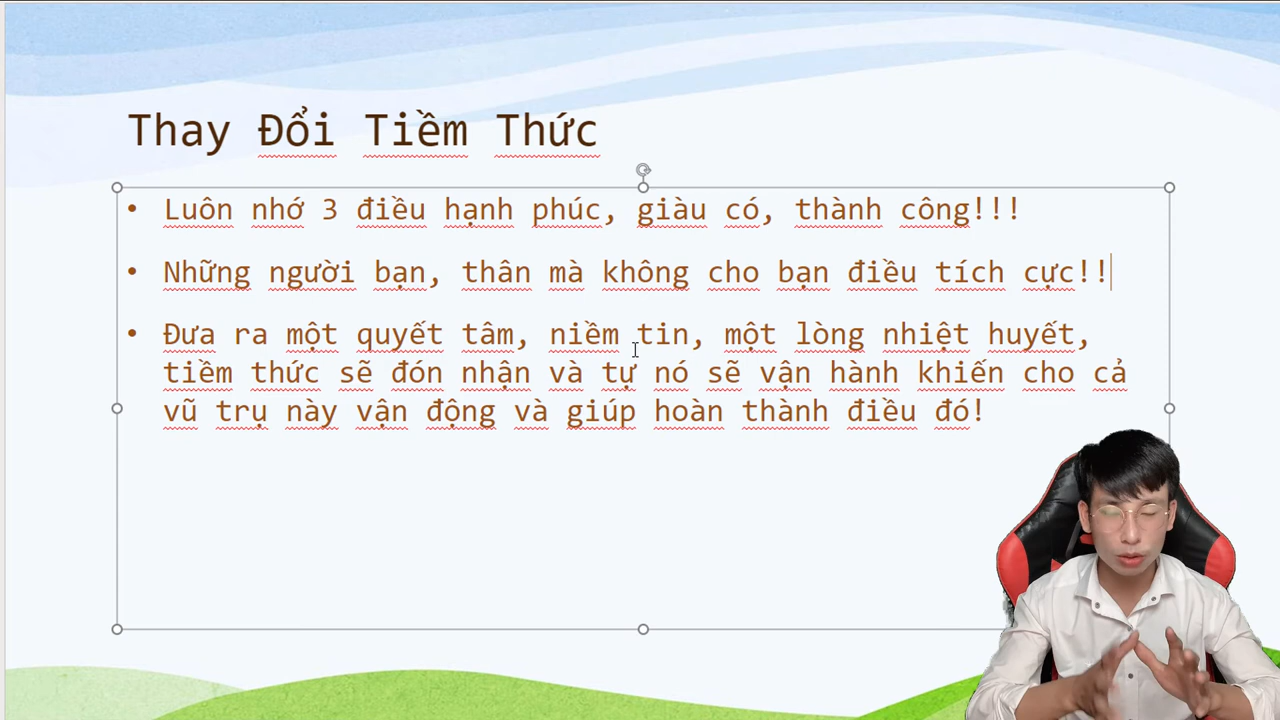 Thay Đổi Tiềm Thức
• Luôn nhớ 3 điều hạnh phúc, giàu có, thành công!!!
• Những người bạn, thân mà không cho bạn điều tích cực!!
• Đưa ra một quyết tâm, niềm tin, một lòng nhiệt huyết,
tiềm thức sẽ đón nhận và tự nó sẽ vận hành khiến cho cả
vũ trụ này vận động và giúp hoàn thành điều đó!